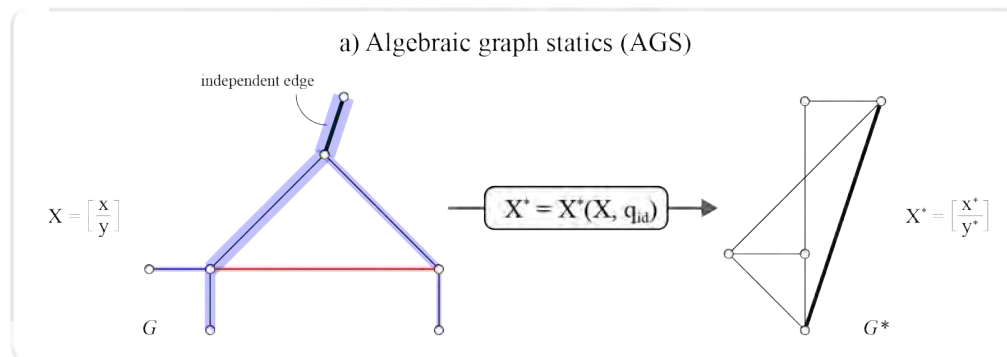 a) Algebraic graph statics (AGS)
independent edge
X = [x/y]
X* = X*(X, q_id)
X* = [x*/y*]
G
G*